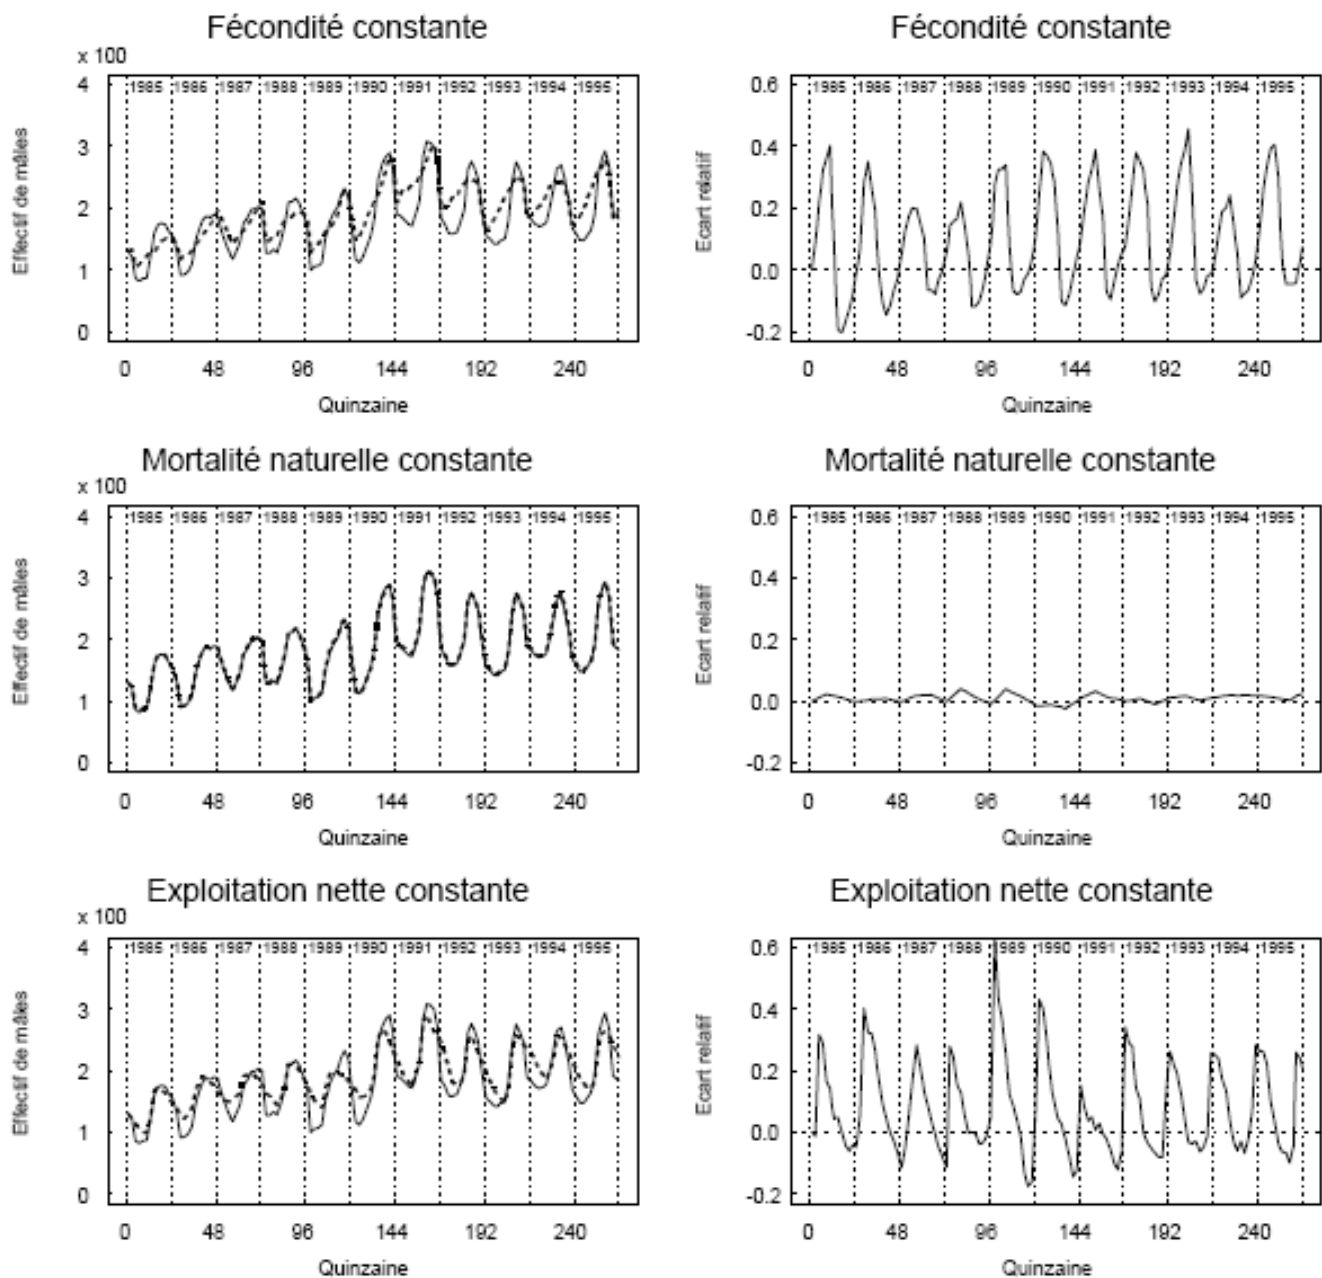 Fécondité constante
x 100
Effectif de mâles
4
3
2
1
0
1985 1986 1987 1988 1989 1990 1991 1992 1993 1994 1995
0 48 96 144 192 240
Quinzaine
Fécondité constante
Ecart relatif
0.6
0.4
0.2
0.0
-0.2
1985 1986 1987 1988 1989 1990 1991 1992 1993 1994 1995
0 48 96 144 192 240
Quinzaine
Mortalité naturelle constante
x 100
Effectif de mâles
4
3
2
1
0
1985 1986 1987 1988 1989 1990 1991 1992 1993 1994 1995
0 48 96 144 192 240
Quinzaine
Mortalité naturelle constante
Ecart relatif
0.6
0.4
0.2
0.0
-0.2
1985 1986 1987 1988 1989 1990 1991 1992 1993 1994 1995
0 48 96 144 192 240
Quinzaine
Exploitation nette constante
x 100
Effectif de mâles
4
3
2
1
0
1985 1986 1987 1988 1989 1990 1991 1992 1993 1994 1995
0 48 96 144 192 240
Quinzaine
Exploitation nette constante
Ecart relatif
0.6
0.4
0.2
0.0
-0.2
1985 1986 1987 1988 1989 1990 1991 1992 1993 1994 1995
0 48 96 144 192 240
Quinzaine